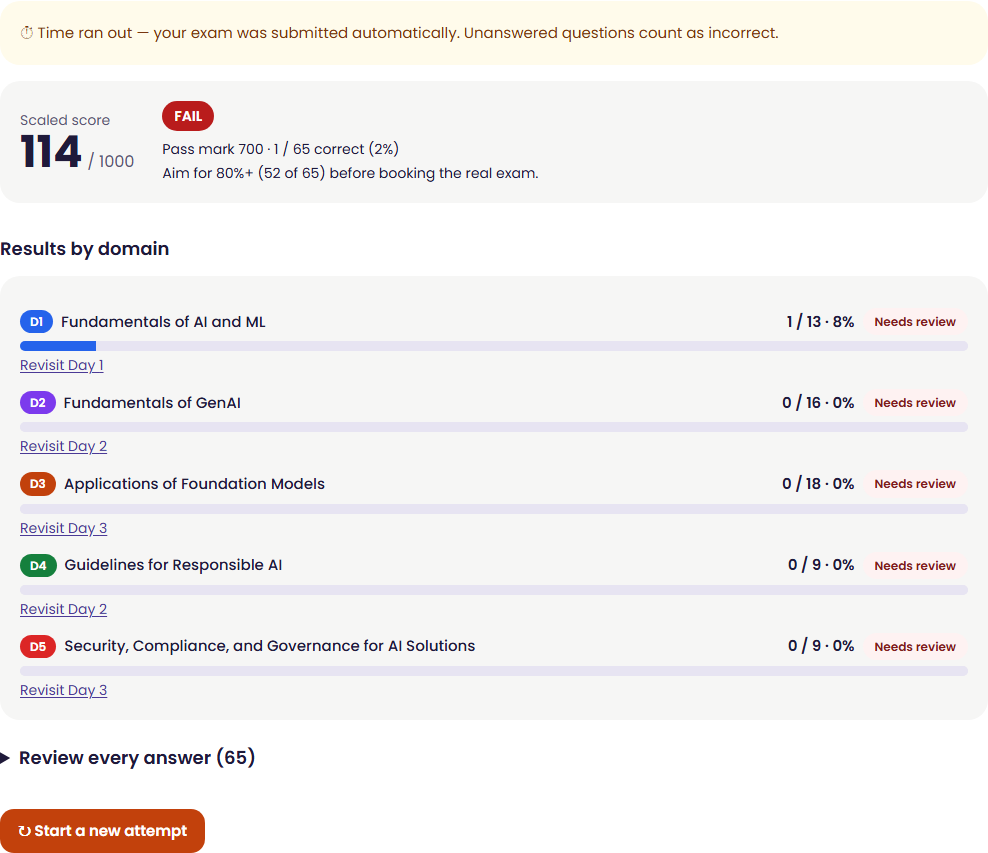 ⏱ Time ran out — your exam was submitted automatically. Unanswered questions count as incorrect.
Scaled score
114 / 1000
FAIL
Pass mark 700 · 1 / 65 correct (2%)
Aim for 80%+ (52 of 65) before booking the real exam.
Results by domain
D1 Fundamentals of AI and ML 1 / 13 · 8% Needs review
Revisit Day 1
D2 Fundamentals of GenAI 0 / 16 · 0% Needs review
Revisit Day 2
D3 Applications of Foundation Models 0 / 18 · 0% Needs review
Revisit Day 3
D4 Guidelines for Responsible AI 0 / 9 · 0% Needs review
Revisit Day 2
D5 Security, Compliance, and Governance for AI Solutions 0 / 9 · 0% Needs review
Revisit Day 3
▶ Review every answer (65)
↻ Start a new attempt